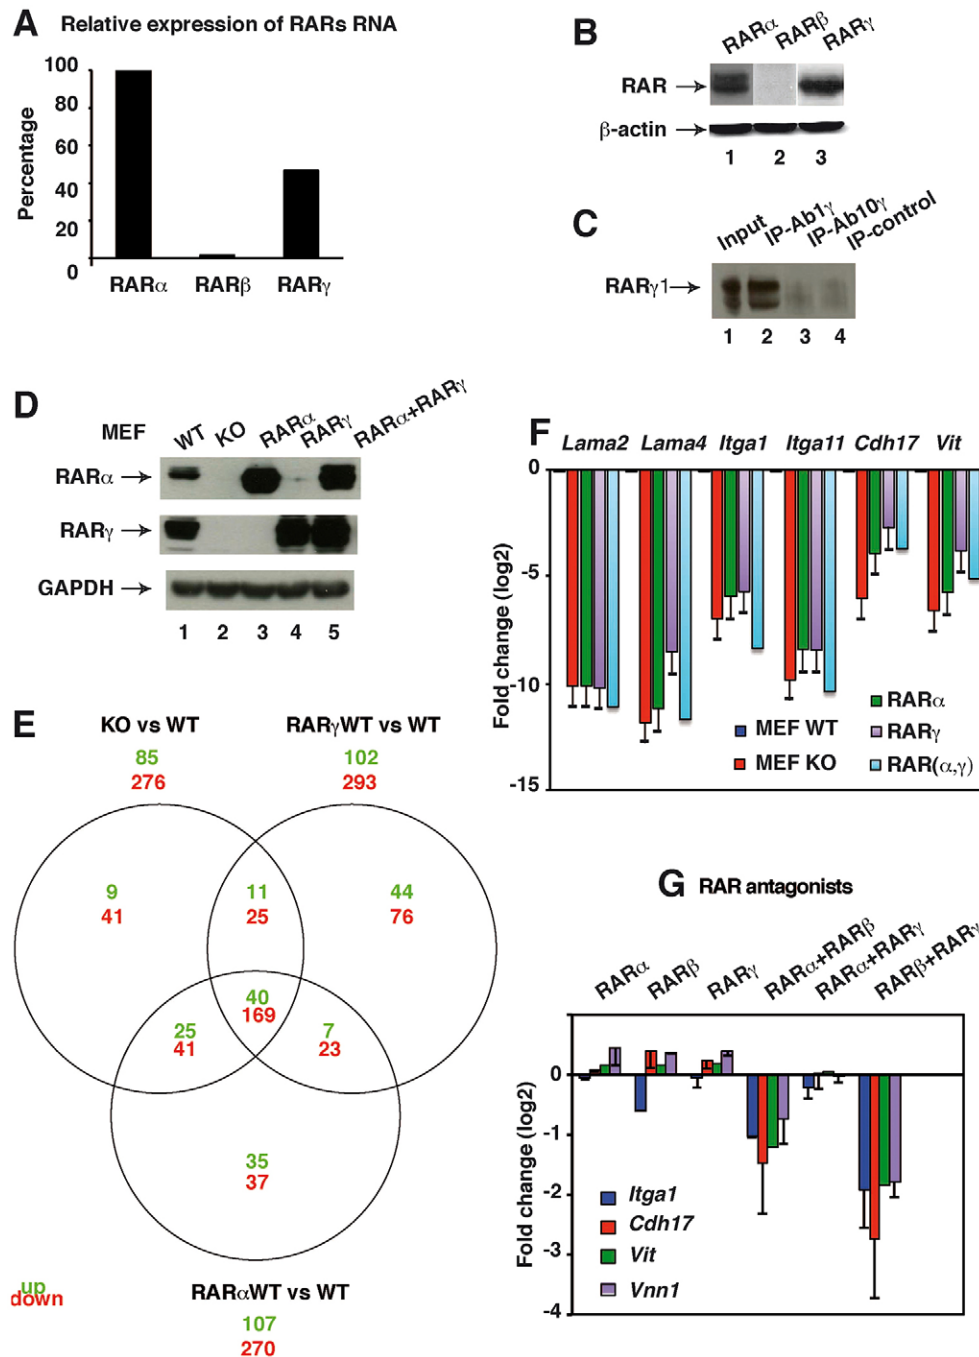 A Relative expression of RARs RNA
Percentage
100
80
60
40
20
0
RARα RARβ RARγ
B
RARα RARβ RARγ
RAR
β-actin
1 2 3
C
Input IP-Ab1γ IP-Ab10γ IP-control
RARγ1
1 2 3 4
D
MEF WT KO RARα RARγ RARα+RARγ
RARα
RARγ
GAPDH
1 2 3 4 5
E
KO vs WT RARγWT vs WT
85 102
276 293
9 11 44
41 25 76
40
169
25 7
41 23
35
37
RARαWT vs WT
107
270
up
down
F
Lama2 Lama4 Itga1 Itga11 Cdh17 Vit
Fold change (log2)
0
-5
-10
-15
MEF WT
MEF KO
RARα
RARγ
RAR(α,γ)
G RAR antagonists
RARα RARβ RARγ RARα+RARβ RARα+RARγ RARβ+RARγ
Fold change (log2)
0
-1
-2
-3
-4
Itga1
Cdh17
Vit
Vnn1